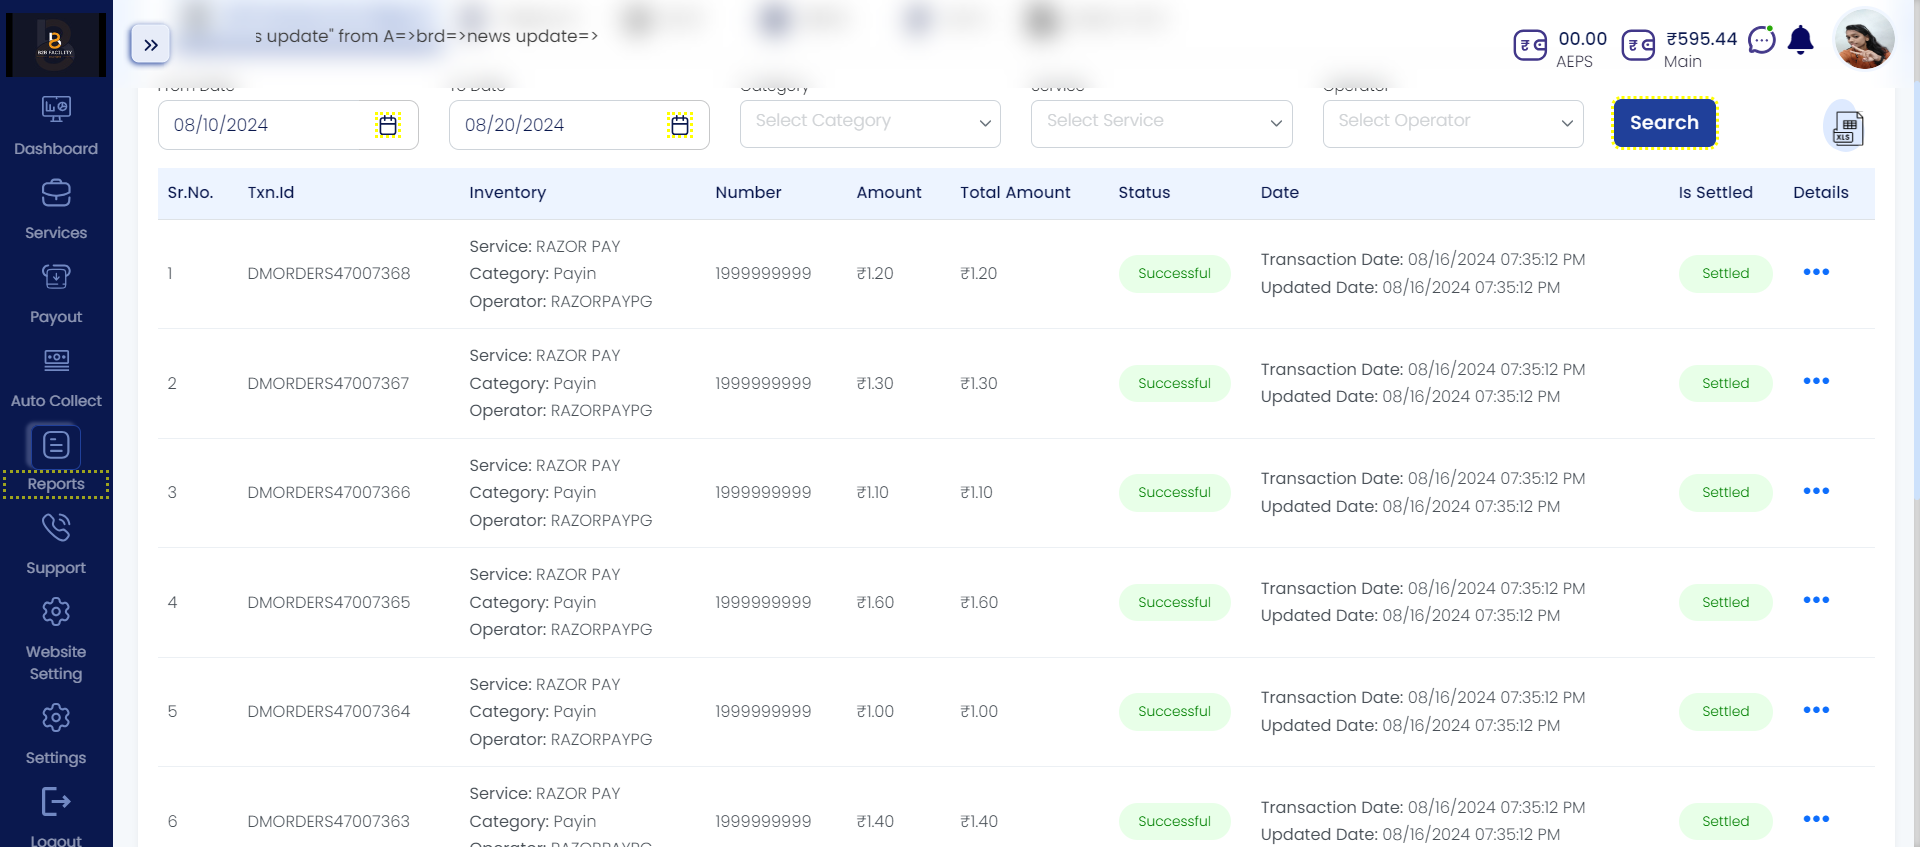 s update" from A=>brd=>news update=>
00.00
AEPS
₹595.44
Main
B2B FACILITY
Dashboard
Services
Payout
Auto Collect
Reports
Support
Website
Setting
Settings
Logout
From Date
To Date
Category
Service
Operator
08/10/2024
08/20/2024
Select Category
Select Service
Select Operator
Search
XLS
Sr.No. Txn.Id Inventory Number Amount Total Amount Status Date Is Settled Details
Service: RAZOR PAY
1 DMORDERS47007368 Category: Payin 1999999999 ₹1.20 ₹1.20 Successful Transaction Date: 08/16/2024 07:35:12 PM Settled
Operator: RAZORPAYPG Updated Date: 08/16/2024 07:35:12 PM
Service: RAZOR PAY
2 DMORDERS47007367 Category: Payin 1999999999 ₹1.30 ₹1.30 Successful Transaction Date: 08/16/2024 07:35:12 PM Settled
Operator: RAZORPAYPG Updated Date: 08/16/2024 07:35:12 PM
Service: RAZOR PAY
3 DMORDERS47007366 Category: Payin 1999999999 ₹1.10 ₹1.10 Successful Transaction Date: 08/16/2024 07:35:12 PM Settled
Operator: RAZORPAYPG Updated Date: 08/16/2024 07:35:12 PM
Service: RAZOR PAY
4 DMORDERS47007365 Category: Payin 1999999999 ₹1.60 ₹1.60 Successful Transaction Date: 08/16/2024 07:35:12 PM Settled
Operator: RAZORPAYPG Updated Date: 08/16/2024 07:35:12 PM
Service: RAZOR PAY
5 DMORDERS47007364 Category: Payin 1999999999 ₹1.00 ₹1.00 Successful Transaction Date: 08/16/2024 07:35:12 PM Settled
Operator: RAZORPAYPG Updated Date: 08/16/2024 07:35:12 PM
Service: RAZOR PAY
6 DMORDERS47007363 Category: Payin 1999999999 ₹1.40 ₹1.40 Successful Transaction Date: 08/16/2024 07:35:12 PM Settled
Operator: RAZORPAYPG Updated Date: 08/16/2024 07:35:12 PM